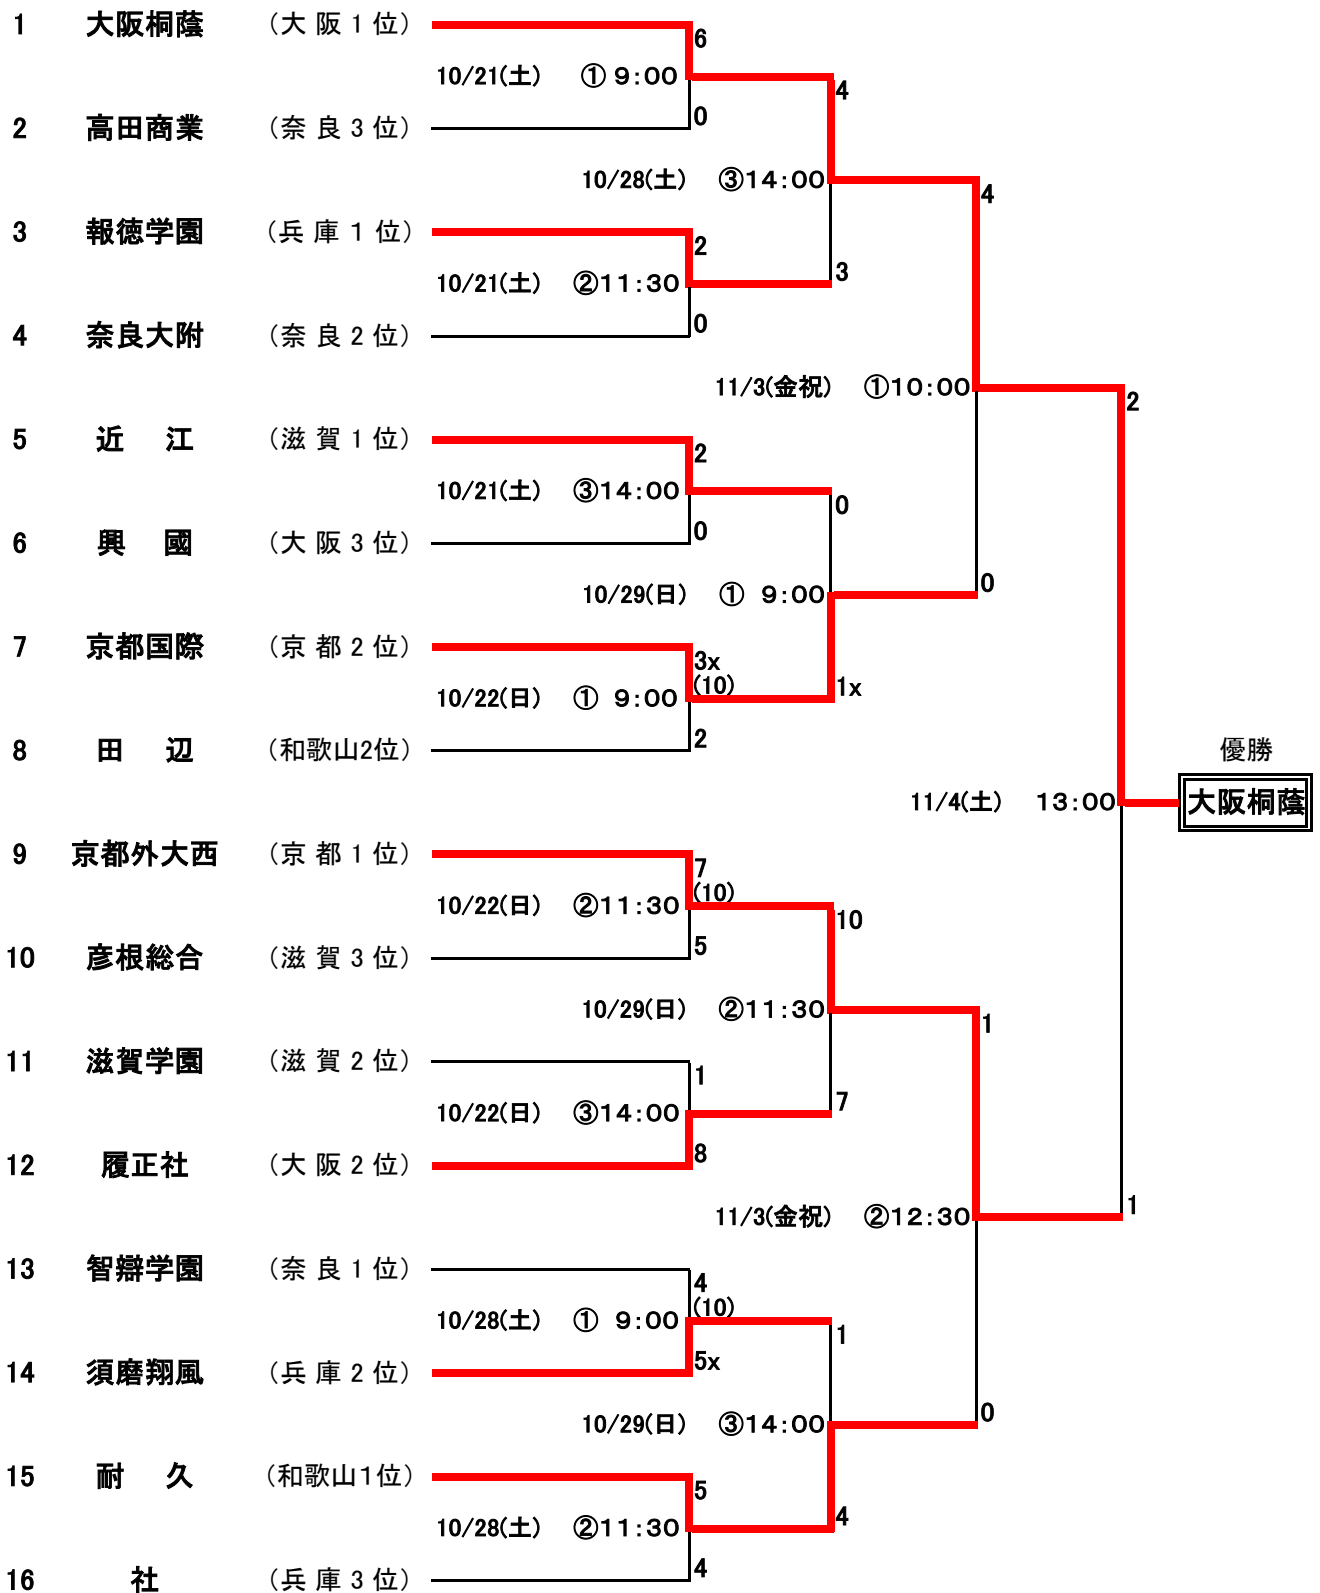 1 大阪桐蔭 (大 阪 1 位)
6
10/21(土) ① 9:00
4
0
2 高田商業 (奈 良 3 位)
10/28(土) ③14:00
4
3 報徳学園 (兵 庫 1 位)
2
3
10/21(土) ②11:30
0
4 奈良大附 (奈 良 2 位)
11/3(金祝) ①10:00
2
5 近 江 (滋 賀 1 位)
2
10/21(土) ③14:00
0
0
6 興 國 (大 阪 3 位)
0
10/29(日) ① 9:00
7 京都国際 (京 都 2 位)
3x
(10)
1x
10/22(日) ① 9:00
2
8 田 辺 (和歌山2位)
優勝
11/4(土) 13:00
大阪桐蔭
9 京都外大西 (京 都 1 位)
7
(10)
10/22(日) ②11:30
10
5
10 彦根総合 (滋 賀 3 位)
10/29(日) ②11:30
1
11 滋賀学園 (滋 賀 2 位)
1
7
10/22(日) ③14:00
8
12 履正社 (大 阪 2 位)
1
11/3(金祝) ②12:30
13 智辯学園 (奈 良 1 位)
4
(10)
10/28(土) ① 9:00
1
5x
14 須磨翔風 (兵 庫 2 位)
0
10/29(日) ③14:00
15 耐 久 (和歌山1位)
5
4
10/28(土) ②11:30
4
16 社 (兵 庫 3 位)